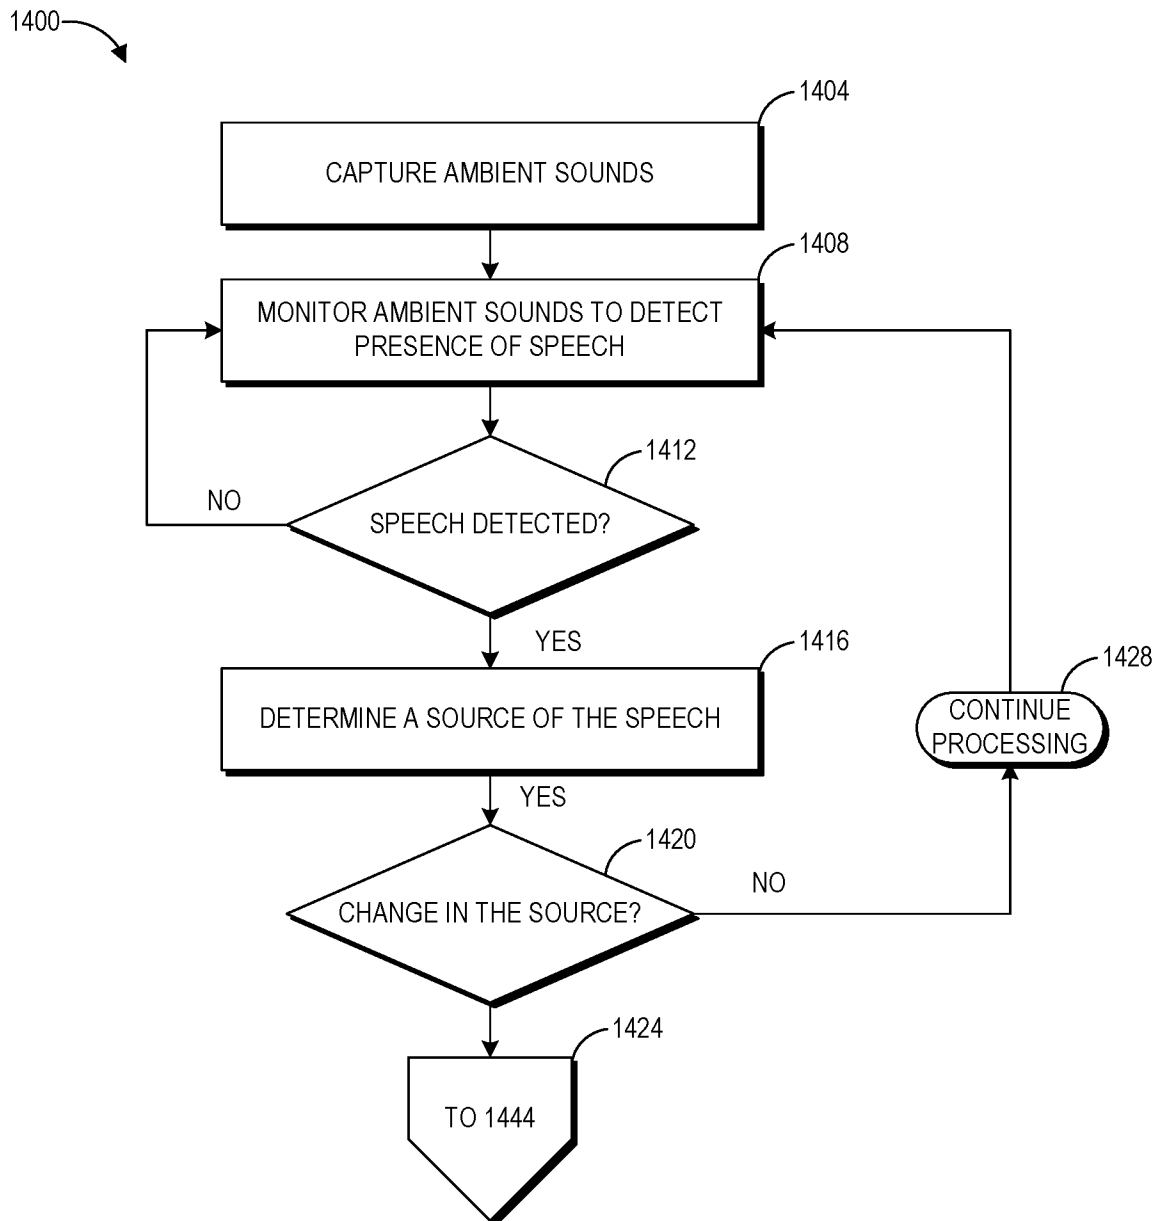 1400
1404
CAPTURE AMBIENT SOUNDS
1408
MONITOR AMBIENT SOUNDS TO DETECT
PRESENCE OF SPEECH
1412
NO
SPEECH DETECTED?
YES
1416
DETERMINE A SOURCE OF THE SPEECH
1428
CONTINUE
PROCESSING
YES
1420
NO
CHANGE IN THE SOURCE?
1424
TO 1444